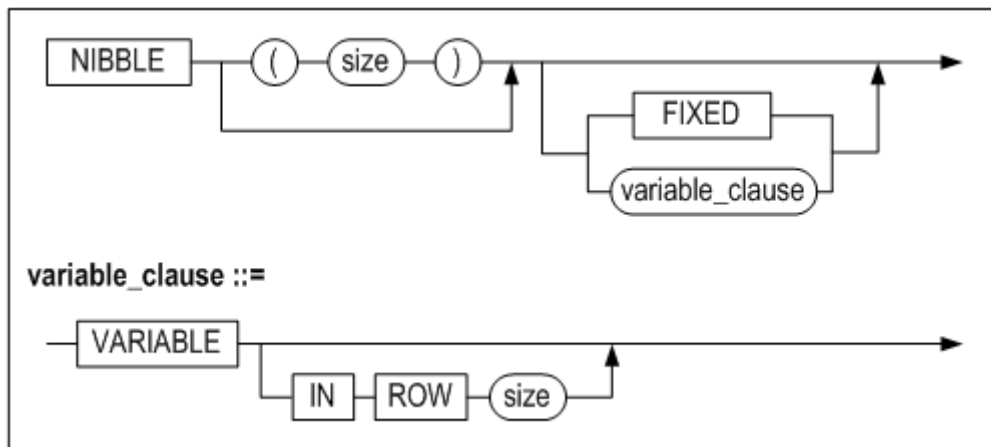 NIBBLE ( size )
FIXED
variable_clause
variable_clause ::=
VARIABLE
IN ROW size